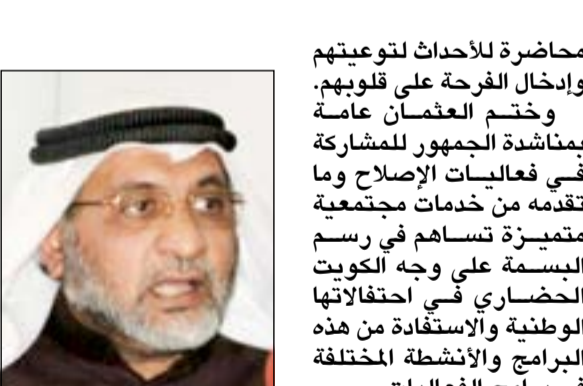 محاضرة للأحداث لتوعيتهم
وإدخال الفرحة على قلوبهم.
وختم العثمان عامة
بمناشدة الجمهور للمشاركة
في فعاليات الإصلاح وما
تقدمه من خدمات مجتمعية
متميزة تساهم في رسم
البسمة على وجه الكويت
الحضاري في احتفالاتها
الوطنية والاستفادة من هذه
البرامج والأنشطة المختلفة